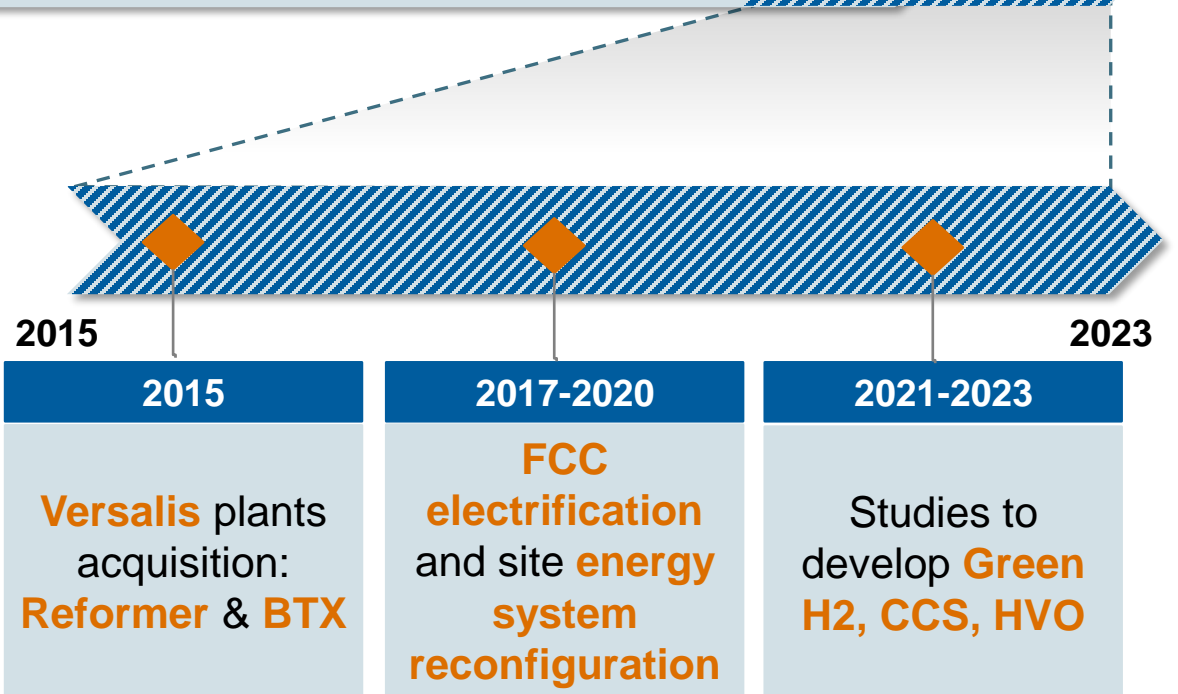 2015
2023
2015
Versalis plants
acquisition:
Reformer & BTX
2017-2020
FCC
electrification
and site energy
system
reconfiguration
2021-2023
Studies to
develop Green
H2, CCS, HVO